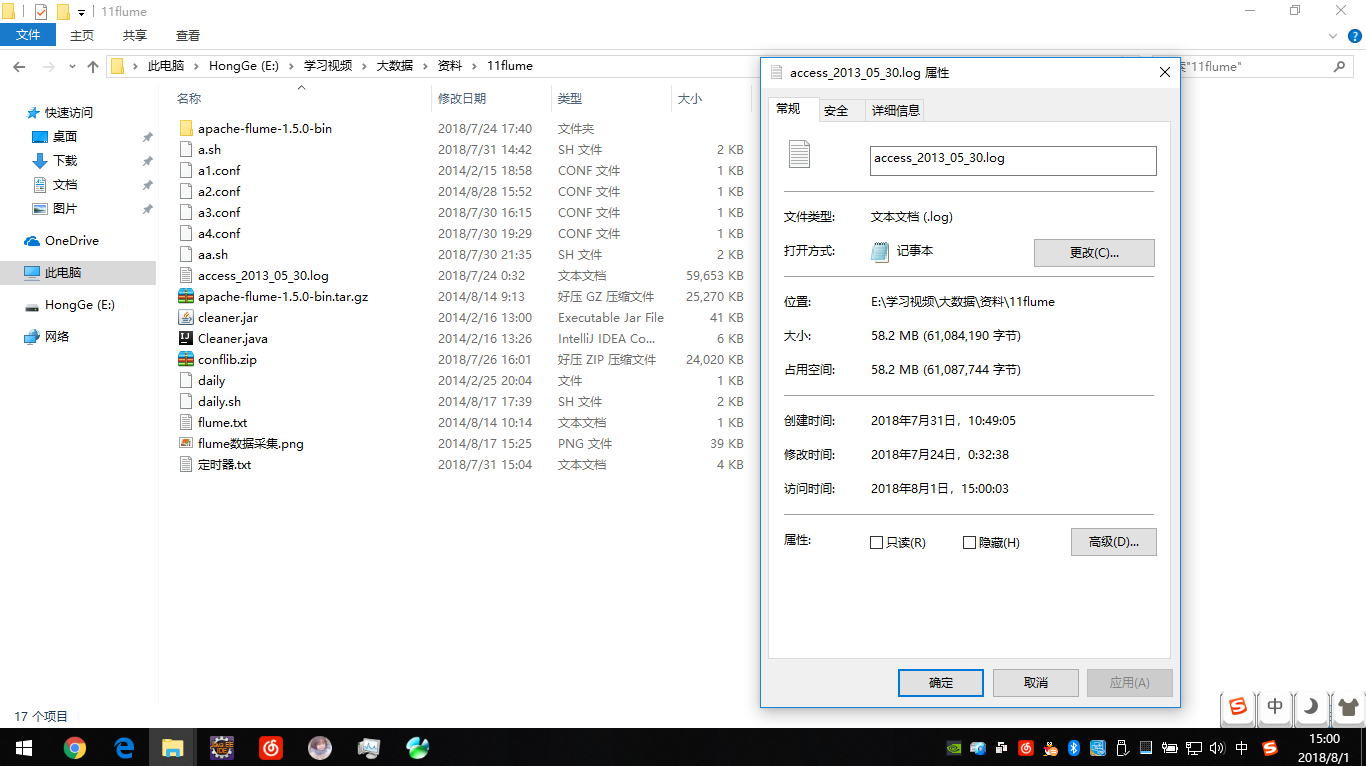 11flume
文件 主页 共享 查看
此电脑 HongGe (E:) 学习视频 大数据 资料 11flume
"11flume"
名称 修改日期 类型 大小
快速访问
桌面
下载
文档
图片
OneDrive
此电脑
HongGe (E:)
网络
apache-flume-1.5.0-bin 2018/7/24 17:40 文件夹
a.sh 2018/7/31 14:42 SH 文件 2 KB
a1.conf 2014/2/15 18:58 CONF 文件 1 KB
a2.conf 2014/8/28 15:52 CONF 文件 1 KB
a3.conf 2018/7/30 16:15 CONF 文件 1 KB
a4.conf 2018/7/30 19:29 CONF 文件 1 KB
aa.sh 2018/7/30 21:35 SH 文件 2 KB
access_2013_05_30.log 2018/7/24 0:32 文本文档 59,653 KB
apache-flume-1.5.0-bin.tar.gz 2014/8/14 9:13 好压 GZ 压缩文件 25,270 KB
cleaner.jar 2014/2/16 13:00 Executable Jar File 41 KB
Cleaner.java 2014/2/16 13:26 IntelliJ IDEA Co... 6 KB
conflib.zip 2018/7/26 16:01 好压 ZIP 压缩文件 24,020 KB
daily 2014/2/25 20:04 文件 1 KB
daily.sh 2014/8/17 17:39 SH 文件 2 KB
flume.txt 2014/8/14 10:14 文本文档 1 KB
flume数据采集.png 2014/8/17 15:25 PNG 文件 39 KB
定时器.txt 2018/7/31 15:04 文本文档 4 KB
17 个项目
access_2013_05_30.log 属性
常规 安全 详细信息
access_2013_05_30.log
文件类型: 文本文档 (.log)
打开方式: 记事本 更改(C)...
位置: E:\学习视频\大数据\资料\11flume
大小: 58.2 MB (61,084,190 字节)
占用空间: 58.2 MB (61,087,744 字节)
创建时间: 2018年7月31日，10:49:05
修改时间: 2018年7月24日，0:32:38
访问时间: 2018年8月1日，15:00:03
属性: 只读(R) 隐藏(H) 高级(D)...
确定 取消 应用(A)
中
中
15:00
2018/8/1